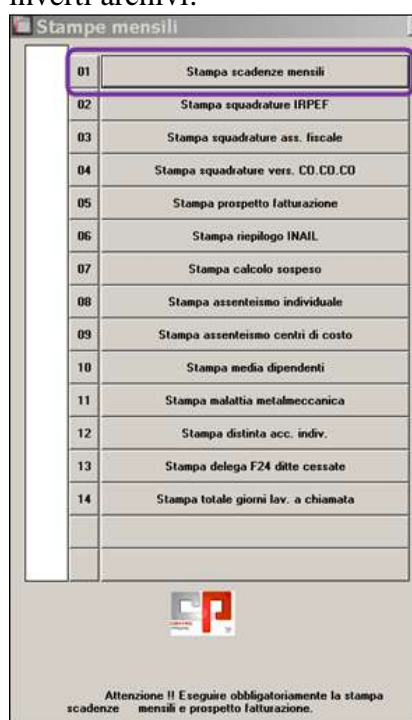 inverti archivi.
Stampe mensili
01 Stampa scadenze mensili
02 Stampa squadrature IRPEF
03 Stampa squadrature ass. fiscale
04 Stampa squadrature vers. CO.CO.CO
05 Stampa prospetto fatturazione
06 Stampa riepilogo INAIL
07 Stampa calcolo sospeso
08 Stampa assenteismo individuale
09 Stampa assenteismo centri di costo
10 Stampa media dipendenti
11 Stampa malattia metalmeccanica
12 Stampa distinta acc. indiv.
13 Stampa delega F24 ditte cessate
14 Stampa totale giorni lav. a chiamata
cp
Attenzione !! Eseguire obbligatoriamente la stampa
scadenze mensili e prospetto fatturazione.